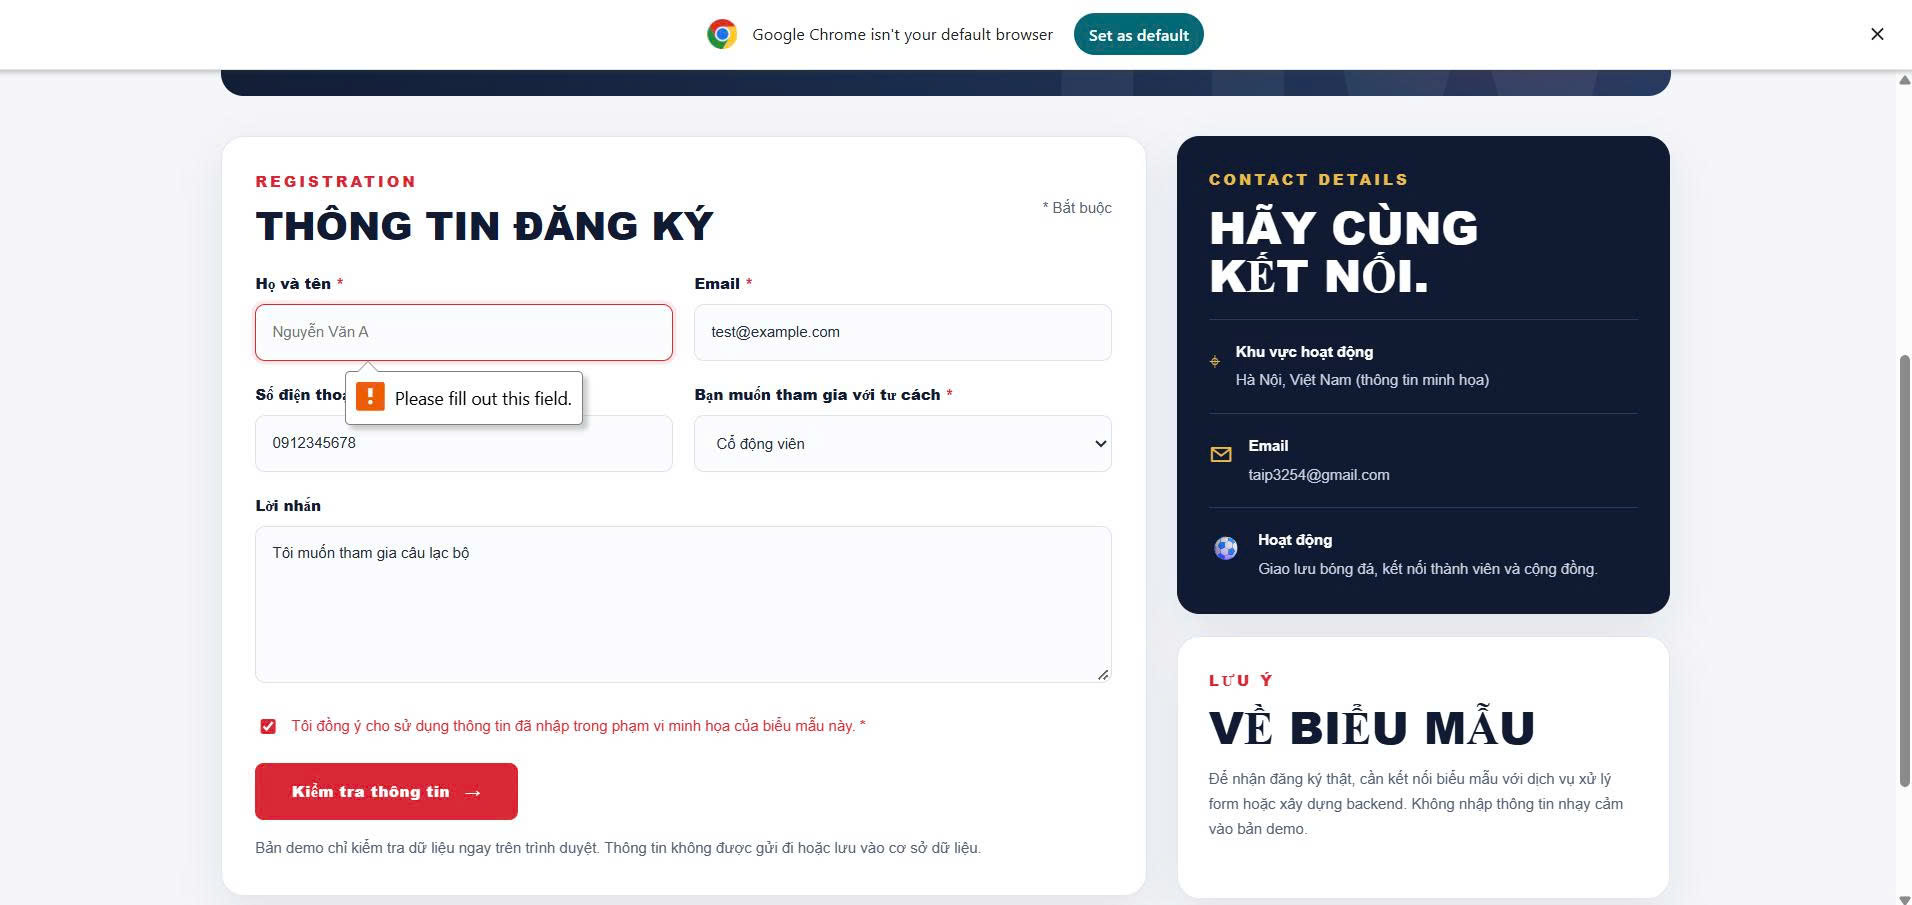 Google Chrome isn't your default browser
Set as default
REGISTRATION
THÔNG TIN ĐĂNG KÝ
* Bắt buộc
Họ và tên *
Nguyễn Văn A
Email *
test@example.com
Please fill out this field.
Số điện
0912345678
Bạn muốn tham gia với tư cách *
Cổ động viên
Lời nhắn
Tôi muốn tham gia câu lạc bộ
Tôi đồng ý cho sử dụng thông tin đã nhập trong phạm vi minh họa của biểu mẫu này. *
Kiểm tra thông tin →
Bản demo chỉ kiểm tra dữ liệu ngay trên trình duyệt. Thông tin không được gửi đi hoặc lưu vào cơ sở dữ liệu.
CONTACT DETAILS
HÃY CÙNG
KẾT NỐI.
Khu vực hoạt động
Hà Nội, Việt Nam (thông tin minh họa)
Email
taip3254@gmail.com
Hoạt động
Giao lưu bóng đá, kết nối thành viên và cộng đồng.
LƯU Ý
VỀ BIỂU MẪU
Để nhận đăng ký thật, cần kết nối biểu mẫu với dịch vụ xử lý
form hoặc xây dựng backend. Không nhập thông tin nhạy cảm
vào bản demo.